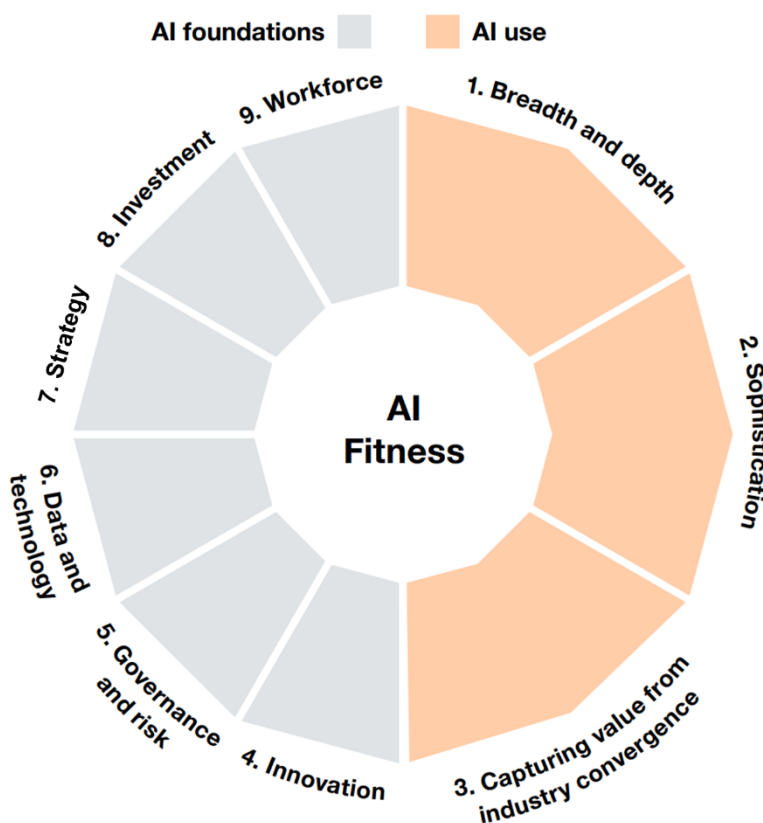 AI foundations
AI use
1. Breadth and depth
2. Sophistication
3. Capturing value from
industry convergence
4. Innovation
5. Governance
and risk
6. Data and
technology
7. Strategy
8. Investment
9. Workforce
AI
Fitness